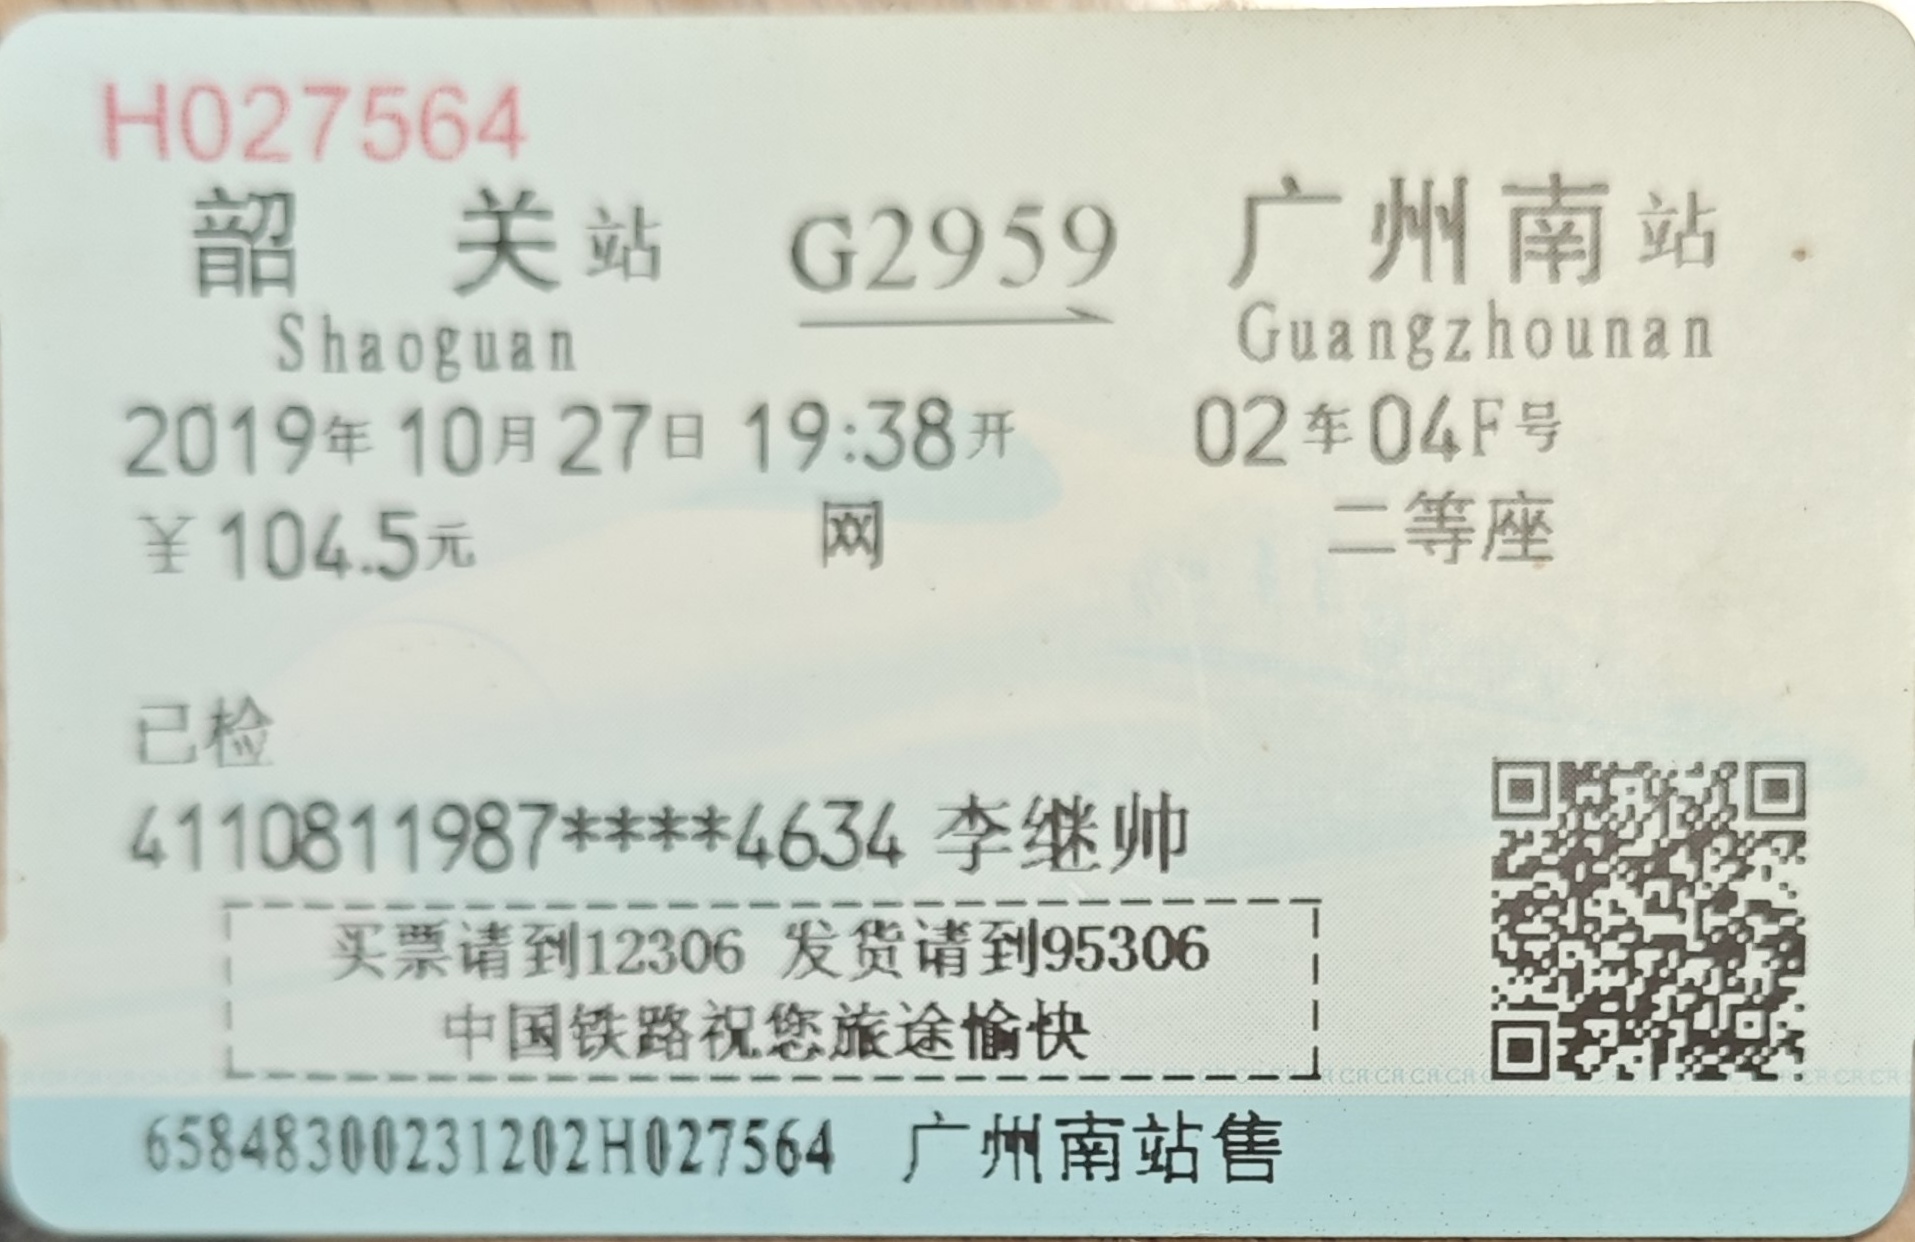 H027564
韶 关站 G2959 广州南站
Shaoguan Guangzhounan
2019年10月27日 19:38开 02车04F号
￥104.5元 网 二等座
已检
4110811987****4634 李继帅
买票请到12306 发货请到95306
中国铁路祝您旅途愉快
65848300231202H027564 广州南站售